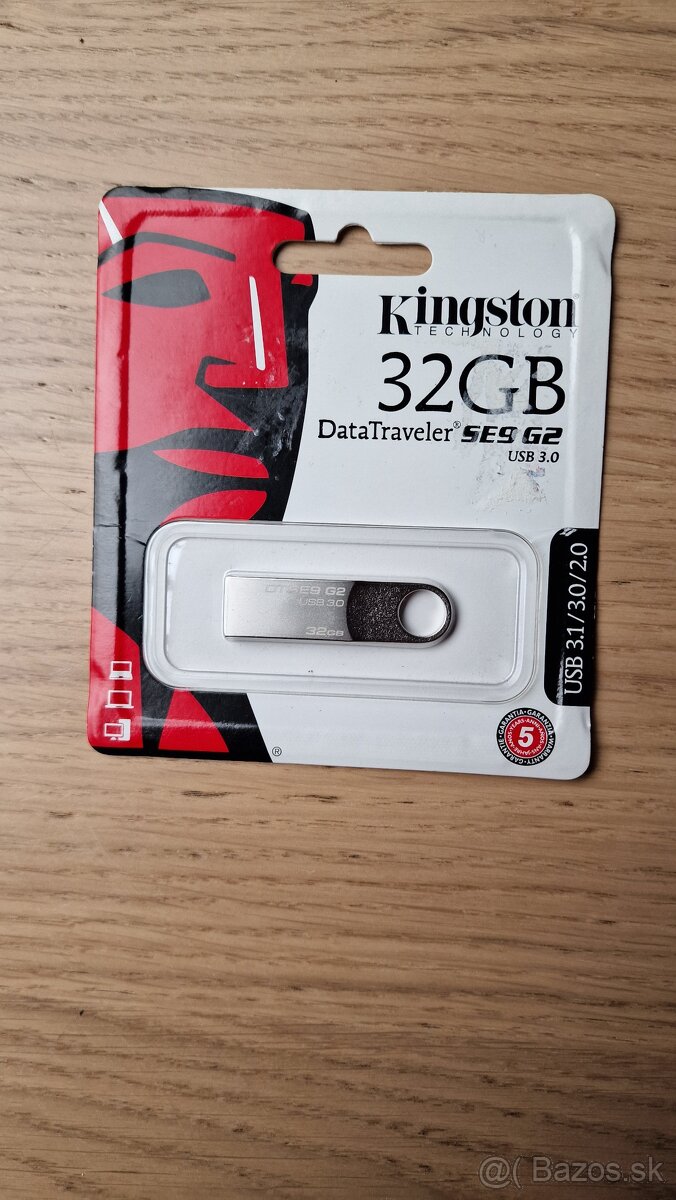 Kingston
TECHNOLOGY
32GB
DataTraveler® SE9 G2
USB 3.0
DTSE9 G2
USB 3.0
32GB
USB 3.1/3.0/2.0
5
®
@( Bazos.sk